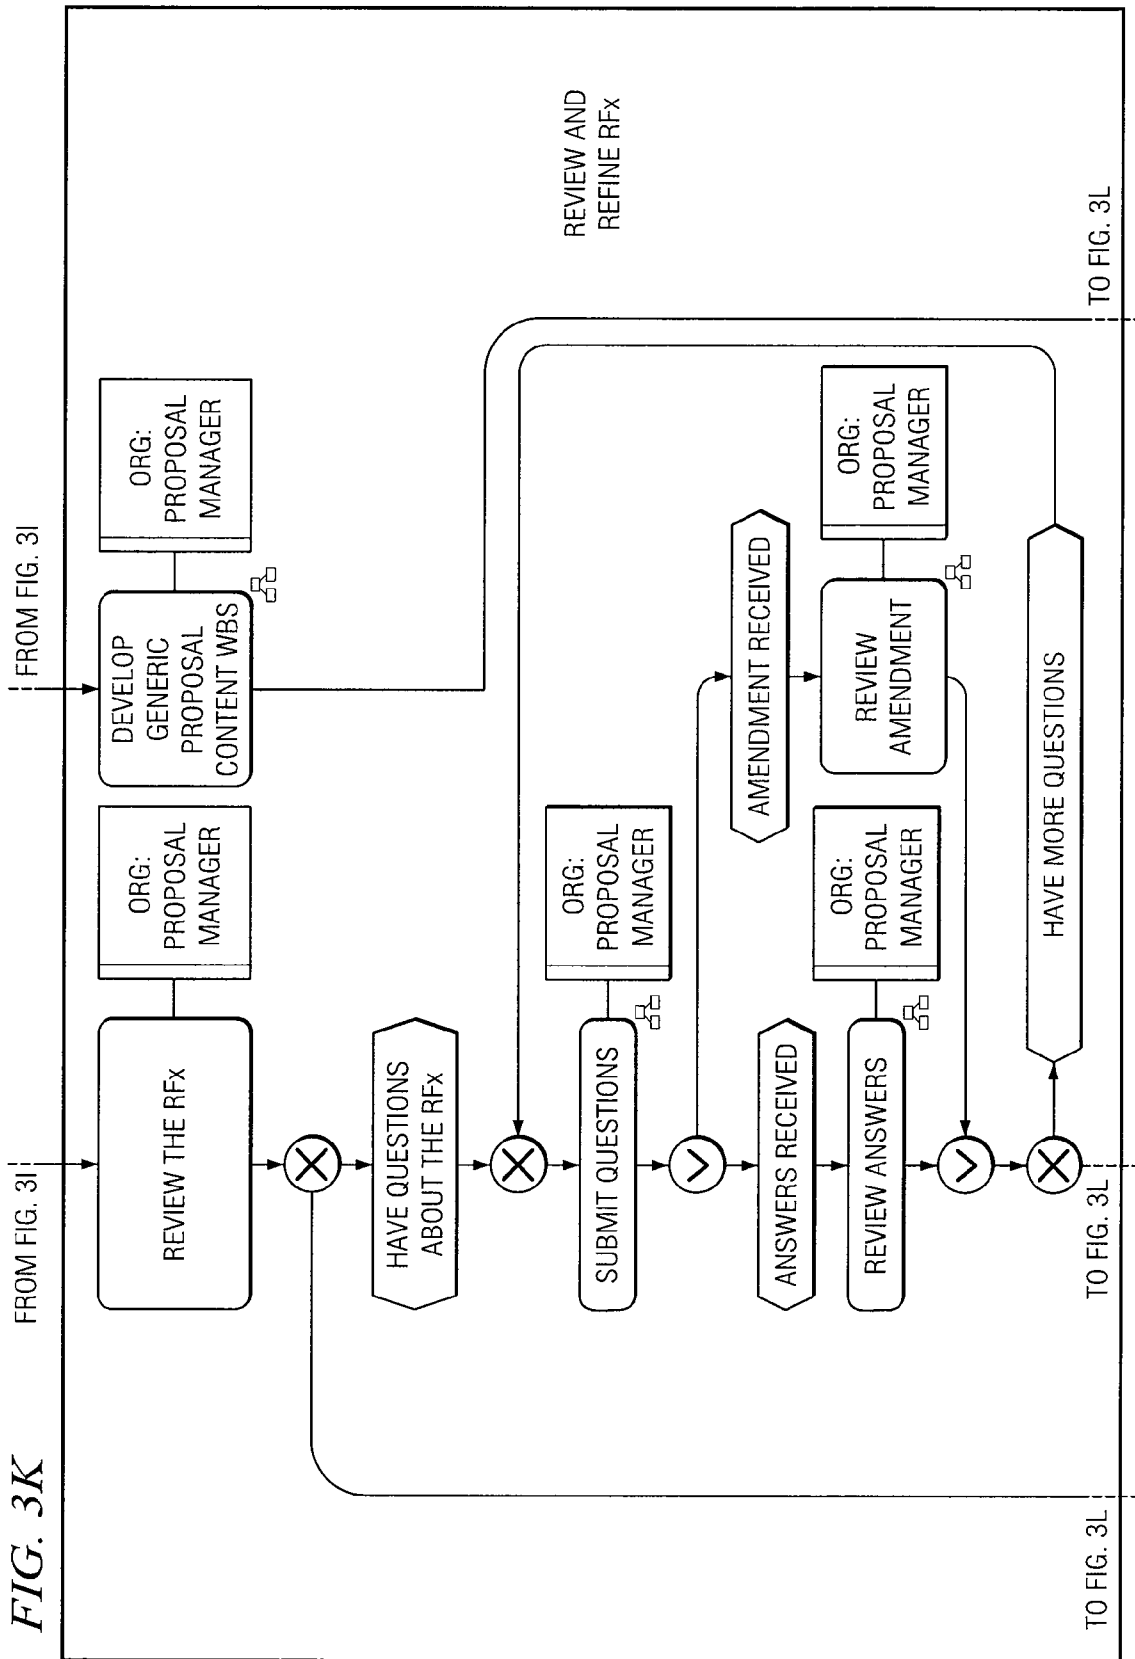 FIG. 3K
FROM FIG. 3I
FROM FIG. 3I
REVIEW THE RFx
ORG:
PROPOSAL
MANAGER
DEVELOP
GENERIC
PROPOSAL
CONTENT WBS
ORG:
PROPOSAL
MANAGER
HAVE QUESTIONS
ABOUT THE RFx
REVIEW AND
REFINE RFx
SUBMIT QUESTIONS
ORG:
PROPOSAL
MANAGER
ANSWERS RECEIVED
AMENDMENT RECEIVED
REVIEW ANSWERS
ORG:
PROPOSAL
MANAGER
REVIEW
AMENDMENT
ORG:
PROPOSAL
MANAGER
HAVE MORE QUESTIONS
TO FIG. 3L
TO FIG. 3L
TO FIG. 3L